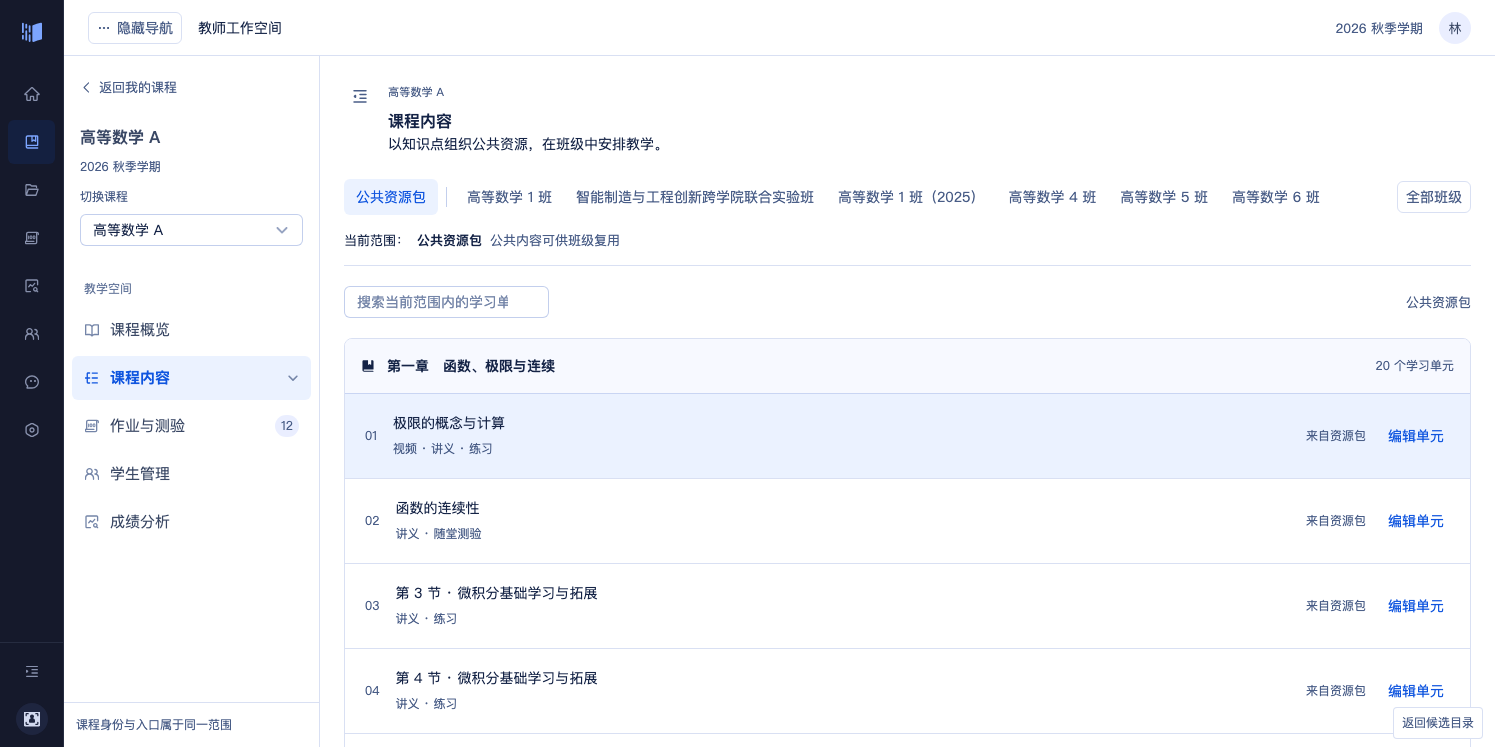 ··· 隐藏导航
教师工作空间
2026 秋季学期
林
返回我的课程
高等数学 A
2026 秋季学期
切换课程
高等数学 A
教学空间
课程概览
课程内容
作业与测验
12
学生管理
成绩分析
课程身份与入口属于同一范围
高等数学 A
课程内容
以知识点组织公共资源，在班级中安排教学。
公共资源包
高等数学 1 班
智能制造与工程创新跨学院联合实验班
高等数学 1 班（2025）
高等数学 4 班
高等数学 5 班
高等数学 6 班
全部班级
当前范围： 公共资源包 公共内容可供班级复用
搜索当前范围内的学习单
公共资源包
第一章 函数、极限与连续
20 个学习单元
01
极限的概念与计算
视频 · 讲义 · 练习
来自资源包
编辑单元
02
函数的连续性
讲义 · 随堂测验
来自资源包
编辑单元
03
第 3 节 · 微积分基础学习与拓展
讲义 · 练习
来自资源包
编辑单元
04
第 4 节 · 微积分基础学习与拓展
讲义 · 练习
来自资源包
编辑单元
返回候选目录